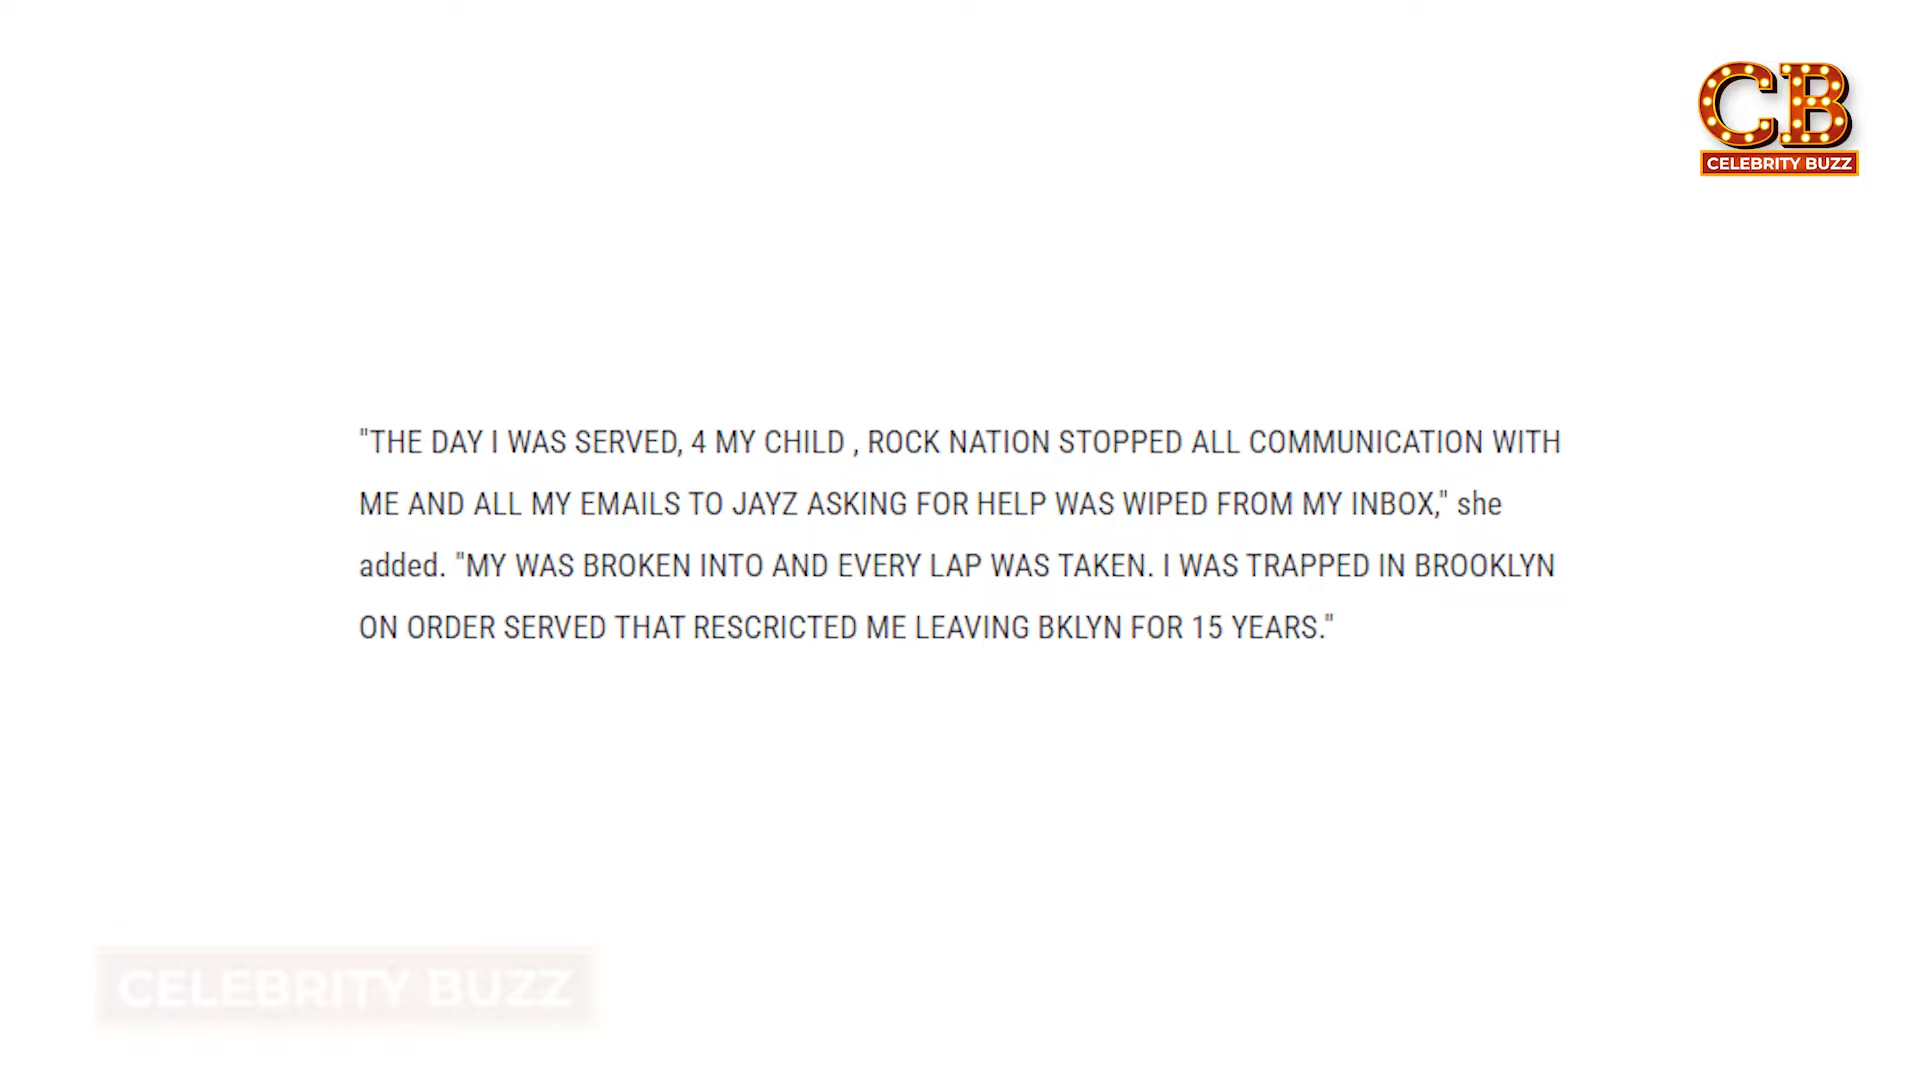 CB
CELEBRITY BUZZ
"THE DAY I WAS SERVED, 4 MY CHILD , ROCK NATION STOPPED ALL COMMUNICATION WITH
ME AND ALL MY EMAILS TO JAYZ ASKING FOR HELP WAS WIPED FROM MY INBOX," she
added. "MY WAS BROKEN INTO AND EVERY LAP WAS TAKEN. I WAS TRAPPED IN BROOKLYN
ON ORDER SERVED THAT RESCRICTED ME LEAVING BKLYN FOR 15 YEARS."
CELEBRITY BUZZ